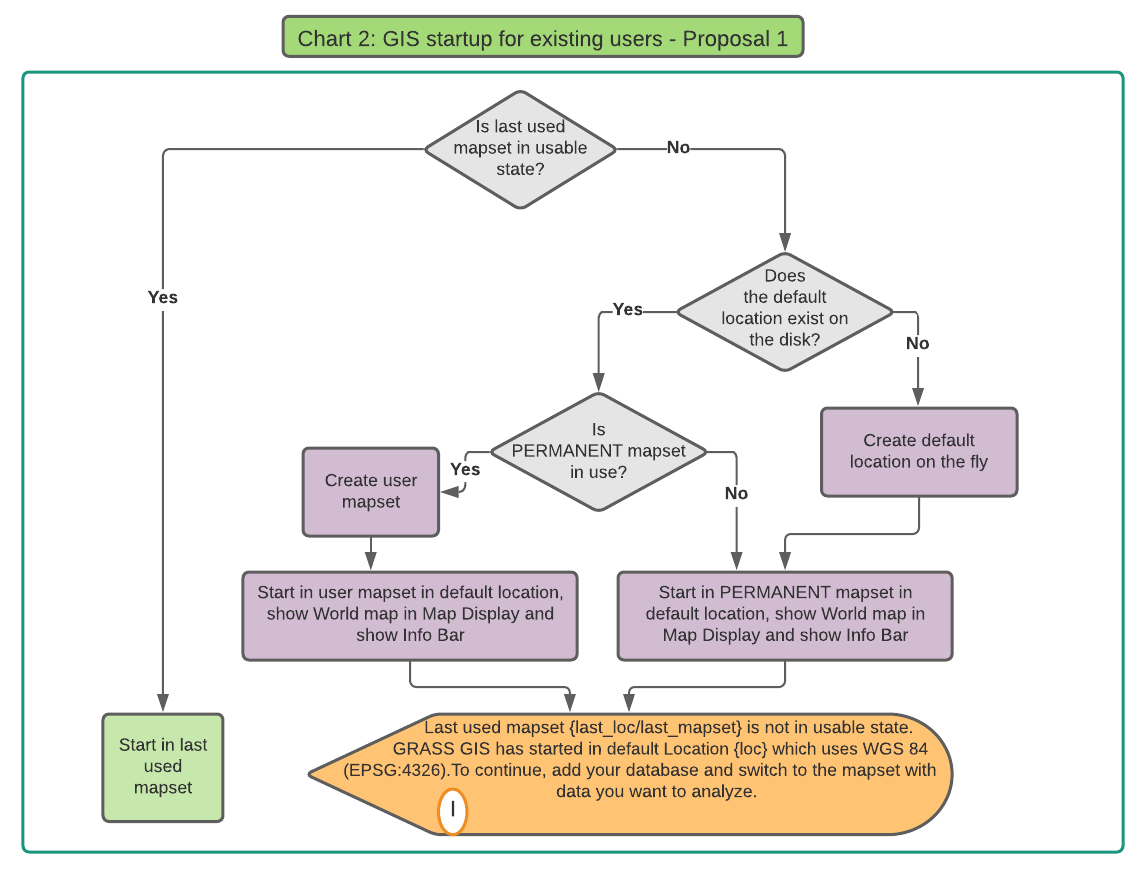 Chart 2: GIS startup for existing users - Proposal 1
Is last used
mapset in usable
state?
No
Yes
Does
the default
location exist on
the disk?
Yes
No
Is
PERMANENT mapset
in use?
Create default
location on the fly
Create user
mapset
Yes
No
Start in user mapset in default location,
show World map in Map Display and
show Info Bar
Start in PERMANENT mapset in
default location, show World map in
Map Display and show Info Bar
Start in last
used
mapset
Last used mapset {last_loc/last_mapset} is not in usable state.
GRASS GIS has started in default Location {loc} which uses WGS 84
(EPSG:4326).To continue, add your database and switch to the mapset with
data you want to analyze.
I